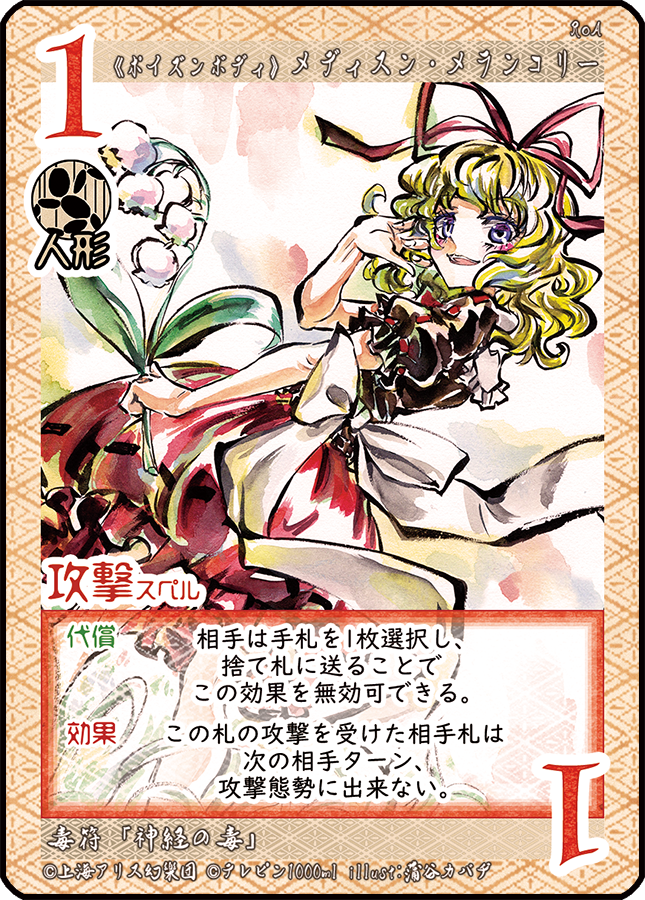 R01
1
《ポイズンボディ》メディスン・メランコリー
人形
攻撃スペル
代償
相手は手札を1枚選択し、
捨て札に送ることで
この効果を無効可できる。
効果
この札の攻撃を受けた相手札は
次の相手ターン、
攻撃態勢に出来ない。
1
毒符「神経の毒」
©上海アリス幻樂団 ©テレピン1000ml illust:蒲谷カバヂ